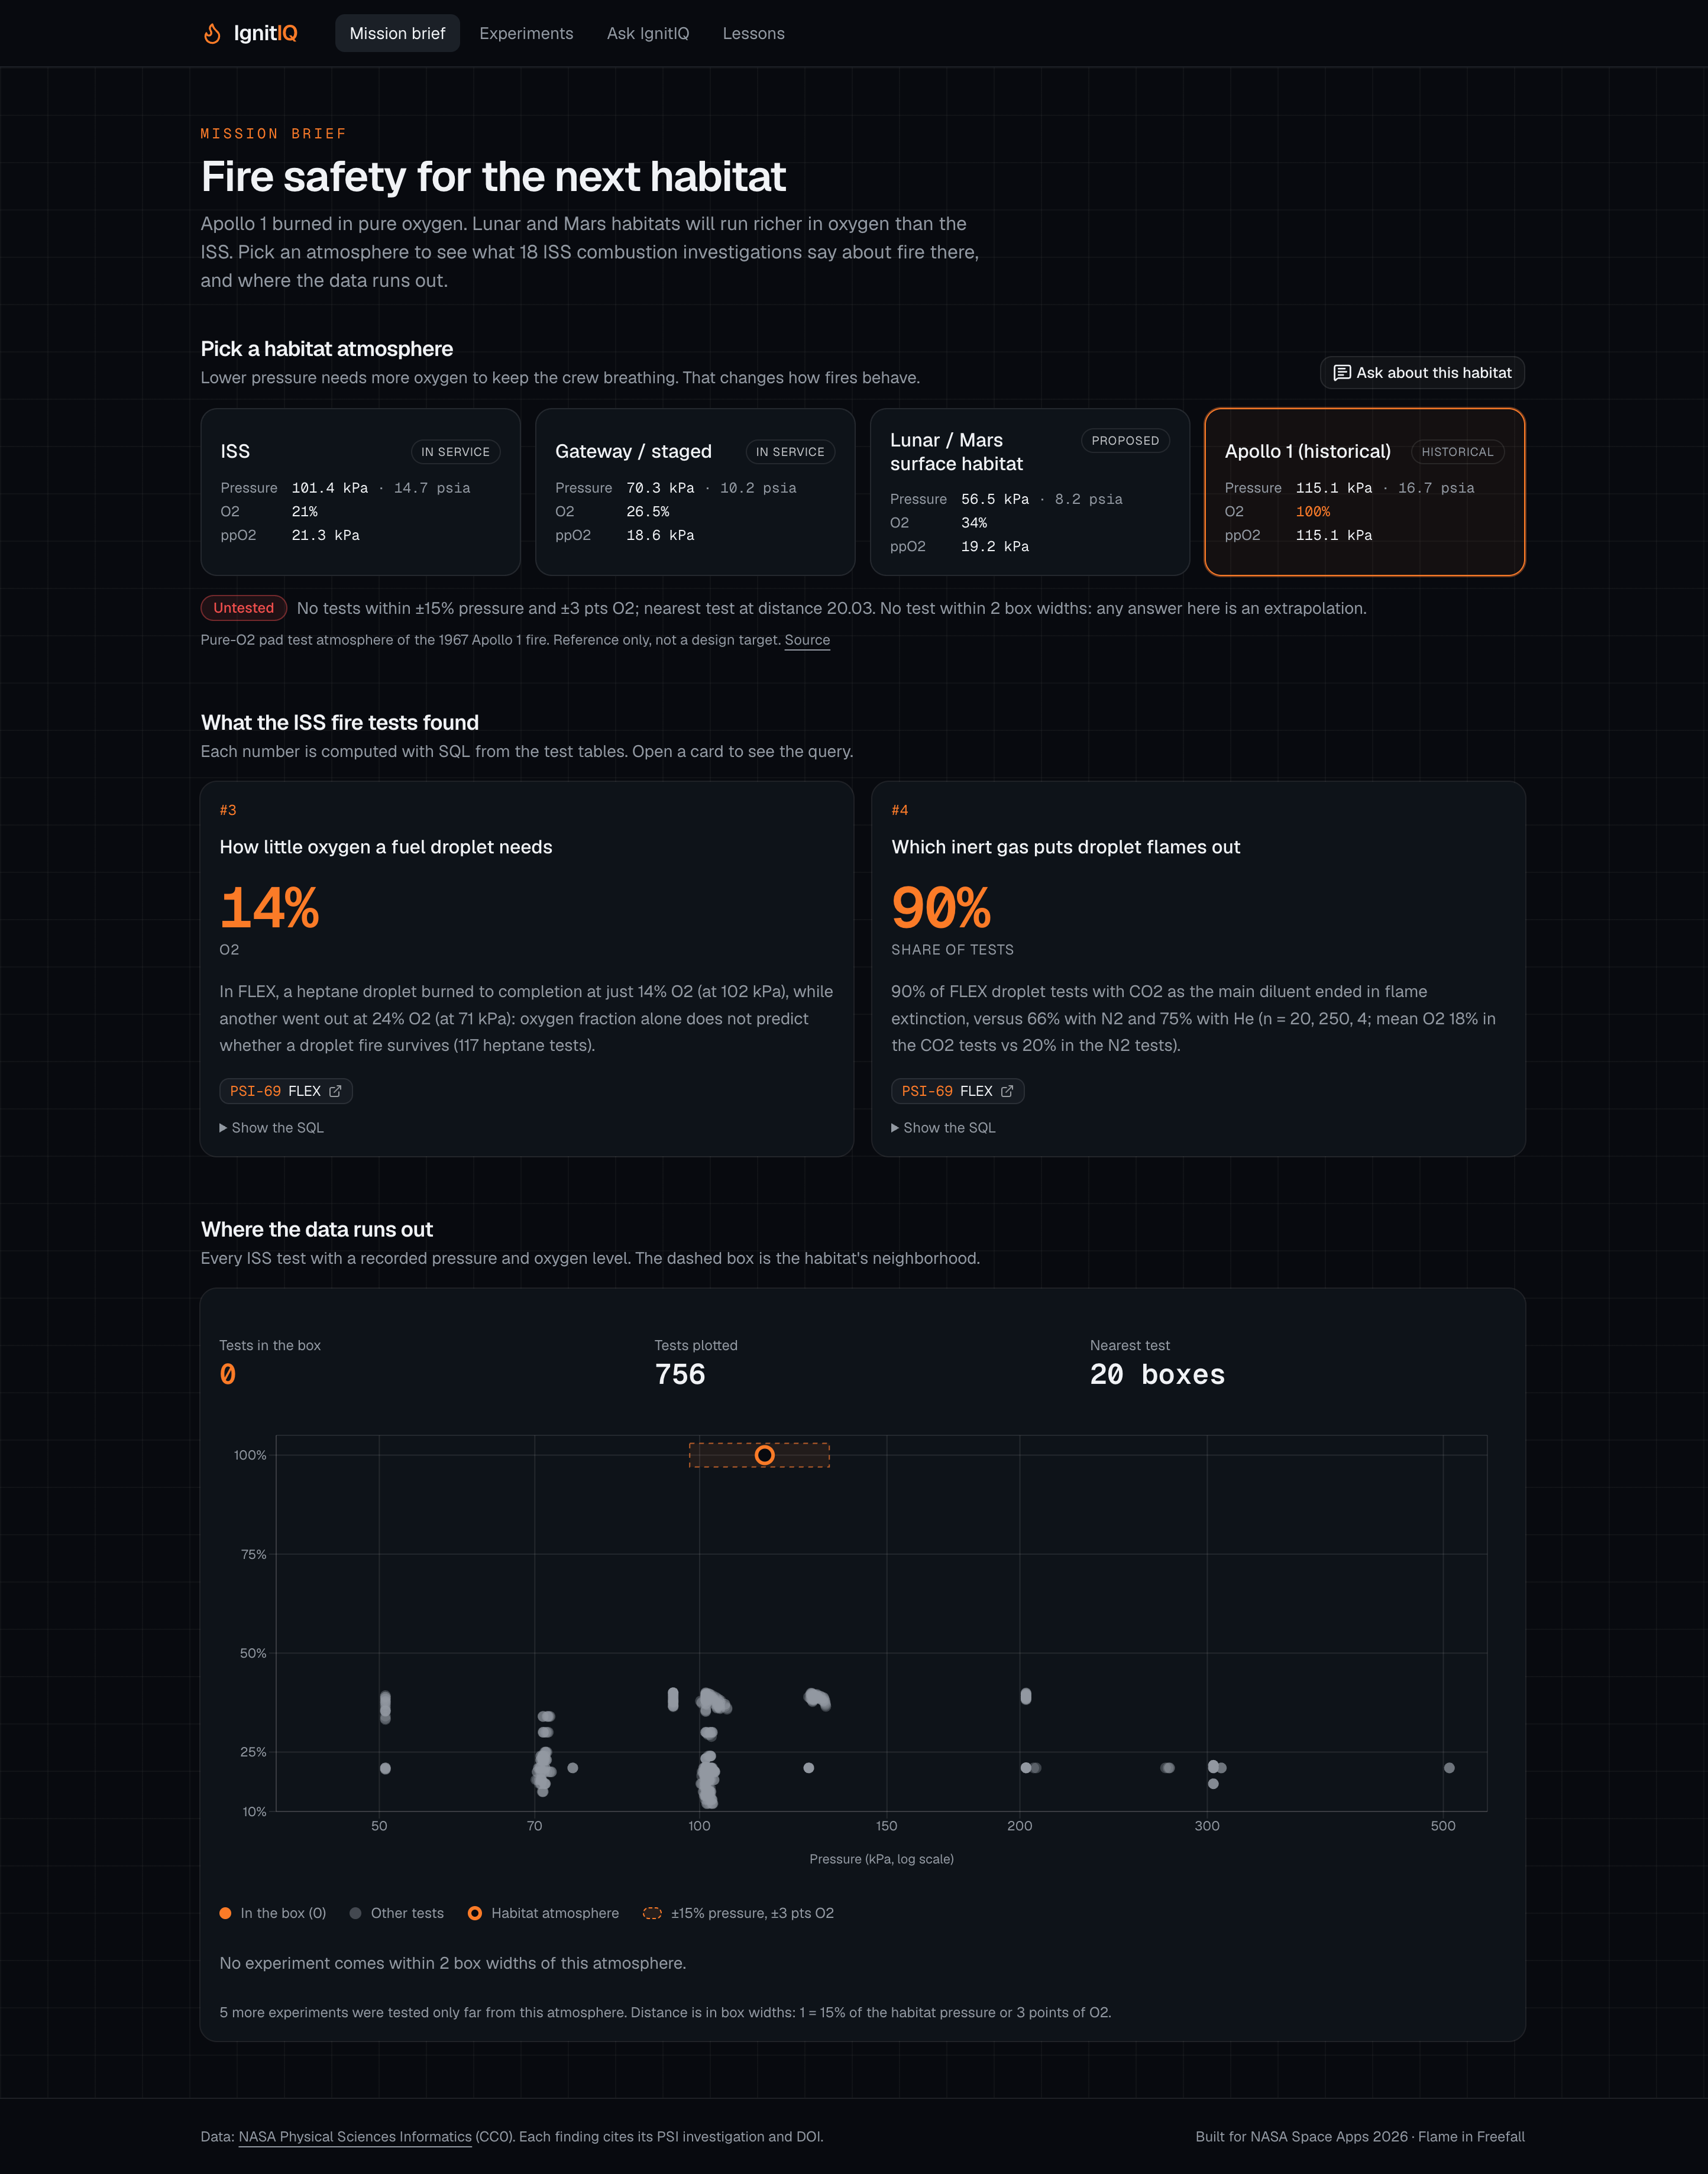 IgnitIQ
Mission brief
Experiments
Ask IgnitIQ
Lessons
MISSION BRIEF
Fire safety for the next habitat
Apollo 1 burned in pure oxygen. Lunar and Mars habitats will run richer in oxygen than the
ISS. Pick an atmosphere to see what 18 ISS combustion investigations say about fire there,
and where the data runs out.
Pick a habitat atmosphere
Lower pressure needs more oxygen to keep the crew breathing. That changes how fires behave.
Ask about this habitat
ISS
IN SERVICE
Pressure 101.4 kPa · 14.7 psia
O2 21%
ppO2 21.3 kPa
Gateway / staged
IN SERVICE
Pressure 70.3 kPa · 10.2 psia
O2 26.5%
ppO2 18.6 kPa
Lunar / Mars
surface habitat
PROPOSED
Pressure 56.5 kPa · 8.2 psia
O2 34%
ppO2 19.2 kPa
Apollo 1 (historical)
HISTORICAL
Pressure 115.1 kPa · 16.7 psia
O2 100%
ppO2 115.1 kPa
Untested No tests within ±15% pressure and ±3 pts O2; nearest test at distance 20.03. No test within 2 box widths: any answer here is an extrapolation.
Pure-O2 pad test atmosphere of the 1967 Apollo 1 fire. Reference only, not a design target. Source
What the ISS fire tests found
Each number is computed with SQL from the test tables. Open a card to see the query.
#3
How little oxygen a fuel droplet needs
14%
O2
In FLEX, a heptane droplet burned to completion at just 14% O2 (at 102 kPa), while
another went out at 24% O2 (at 71 kPa): oxygen fraction alone does not predict
whether a droplet fire survives (117 heptane tests).
PSI-69 FLEX
Show the SQL
#4
Which inert gas puts droplet flames out
90%
SHARE OF TESTS
90% of FLEX droplet tests with CO2 as the main diluent ended in flame
extinction, versus 66% with N2 and 75% with He (n = 20, 250, 4; mean O2 18% in
the CO2 tests vs 20% in the N2 tests).
PSI-69 FLEX
Show the SQL
Where the data runs out
Every ISS test with a recorded pressure and oxygen level. The dashed box is the habitat's neighborhood.
Tests in the box
0
Tests plotted
756
Nearest test
20 boxes
100%
75%
50%
25%
10%
50 70 100 150 200 300 500
Pressure (kPa, log scale)
In the box (0)
Other tests
Habitat atmosphere
±15% pressure, ±3 pts O2
No experiment comes within 2 box widths of this atmosphere.
5 more experiments were tested only far from this atmosphere. Distance is in box widths: 1 = 15% of the habitat pressure or 3 points of O2.
Data: NASA Physical Sciences Informatics (CC0). Each finding cites its PSI investigation and DOI.
Built for NASA Space Apps 2026 · Flame in Freefall